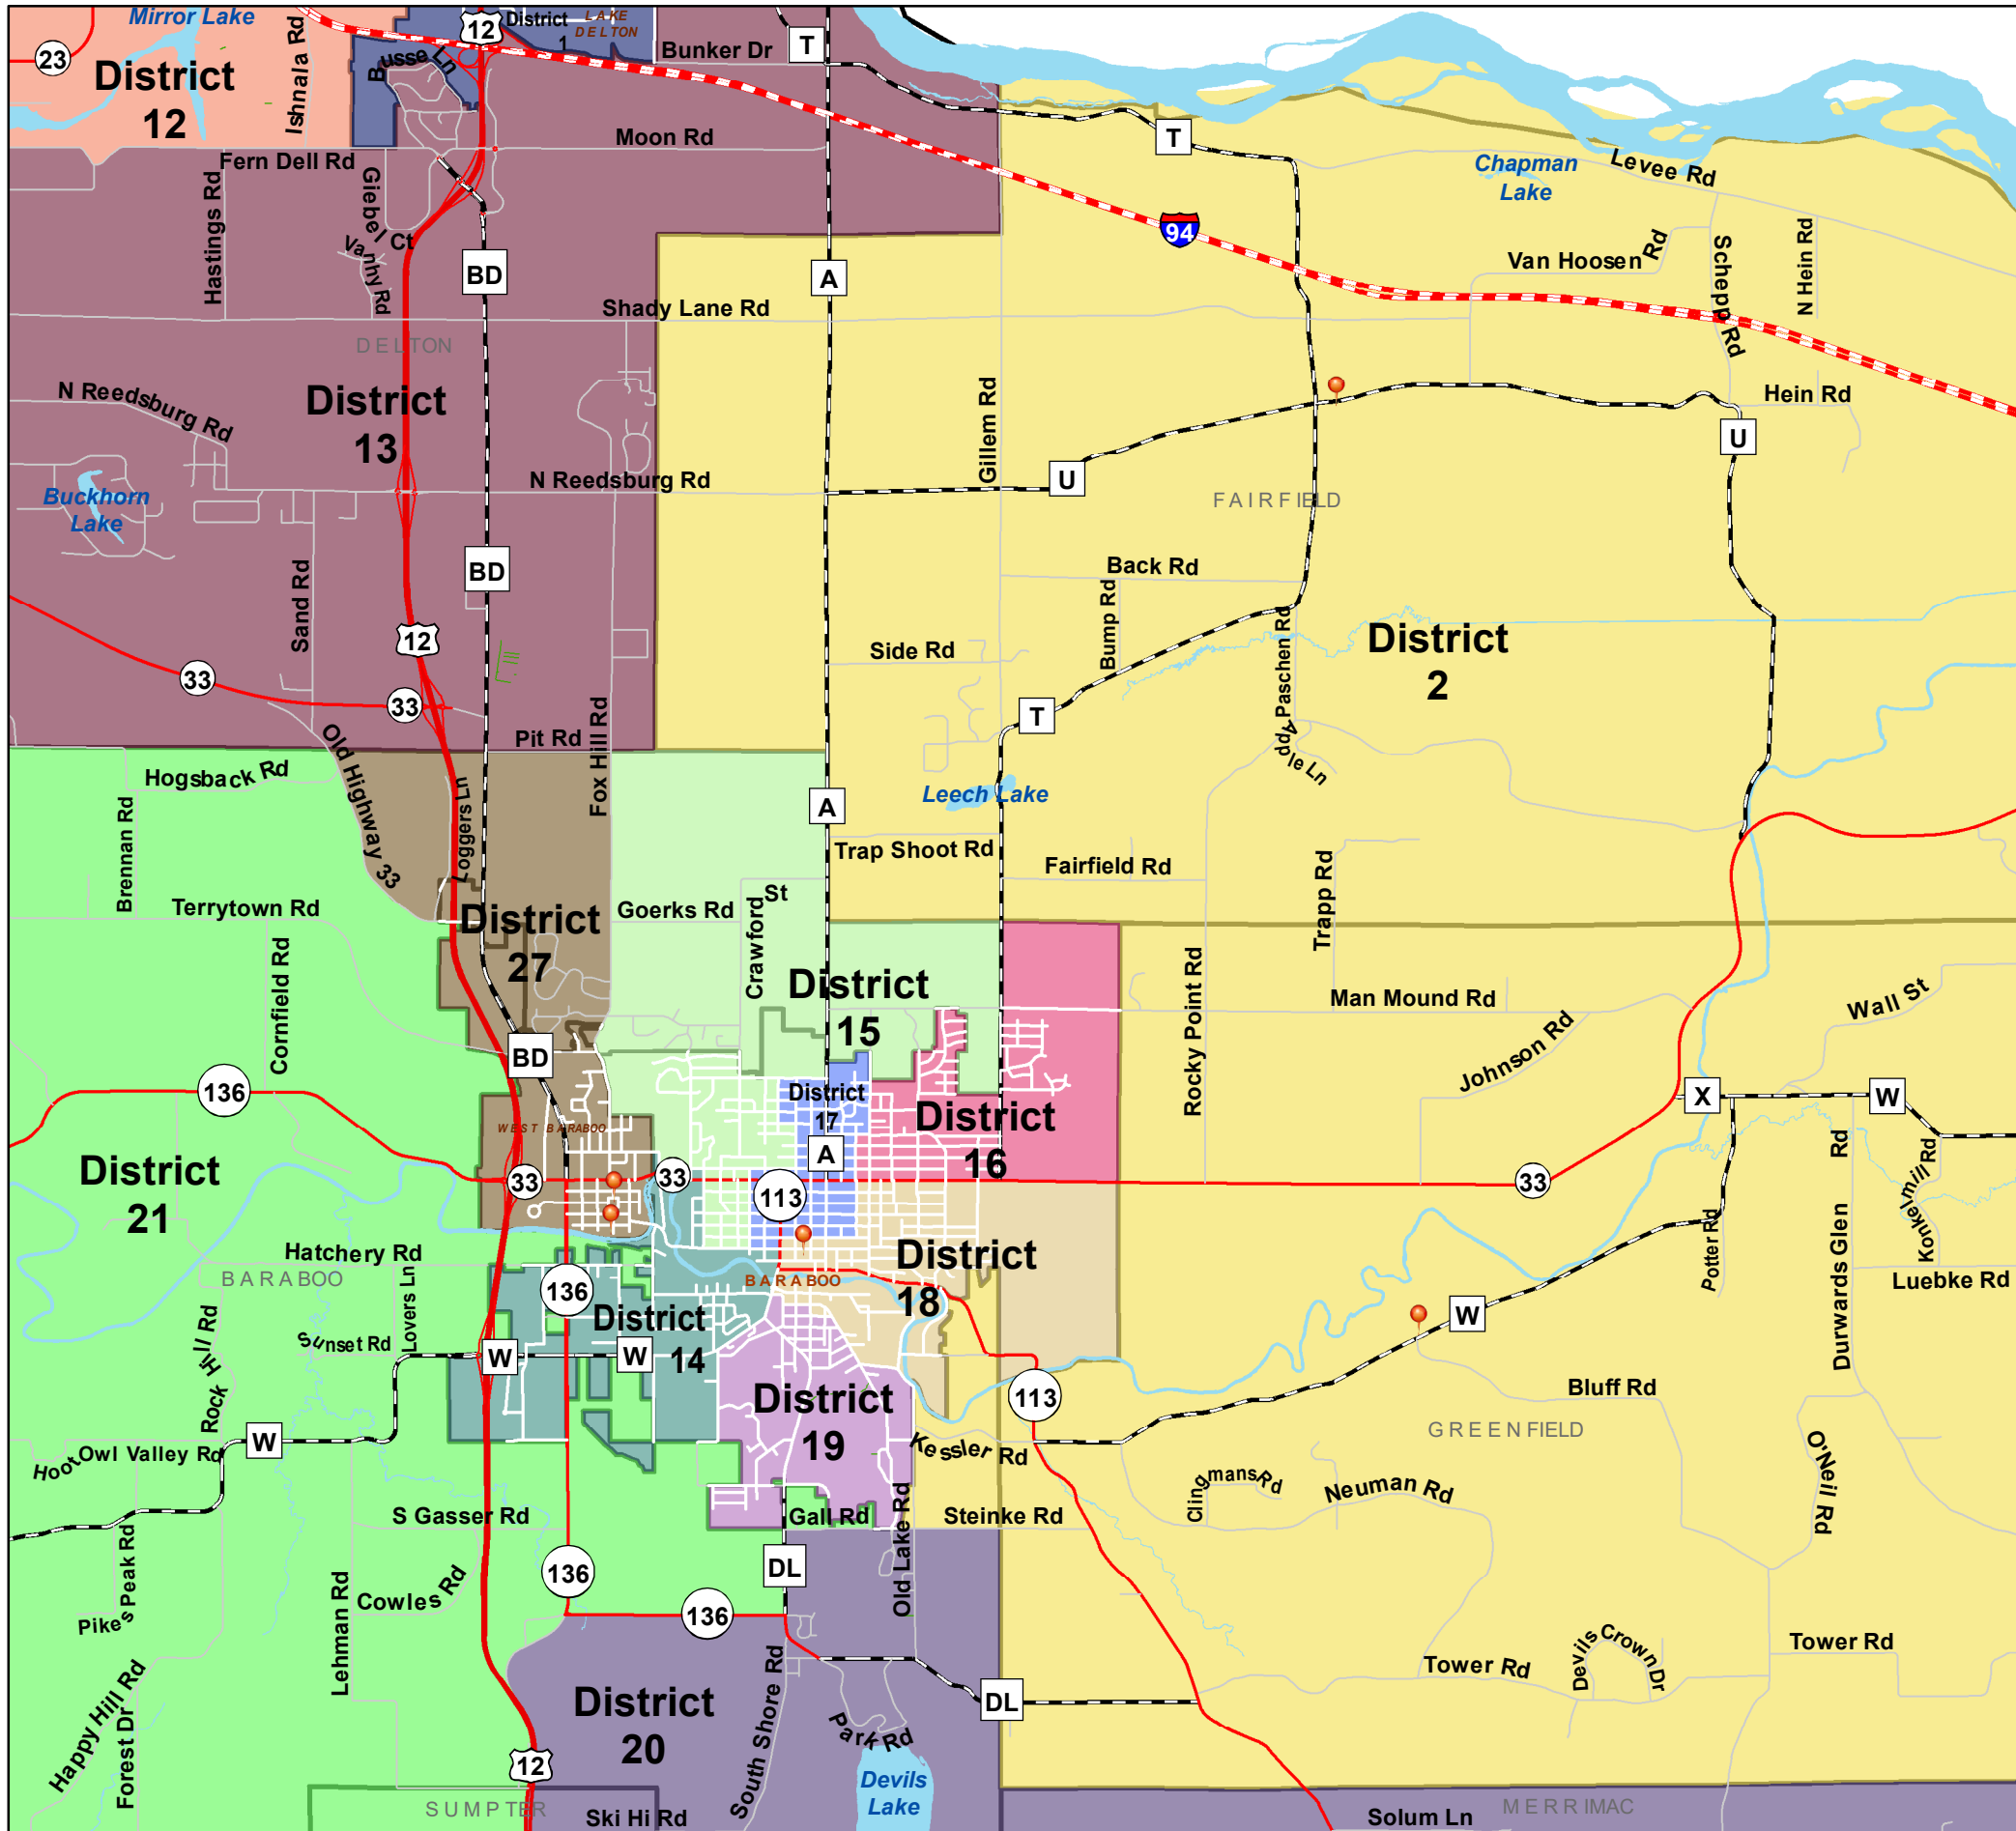 Mirror Lake
12
District
1
LAKE
DELTON
23
District
12
Ishnala Rd
Busse Ln
Bunker Dr
T
Moon Rd
T
Fern Dell Rd
Chapman
Lake
Levee Rd
Hastings Rd
Giebel Ct
Vanhy Rd
94
BD
A
Van Hoosen Rd
Schepp Rd
N Hein Rd
Shady Lane Rd
DELTON
District
13
N Reedsburg Rd
Gillem Rd
Hein Rd
U
Buckhorn
Lake
N Reedsburg Rd
U
FAIRFIELD
BD
Back Rd
Sand Rd
Bump Rd
12
Side Rd
Paschen Rd
District
2
33
33
T
Old Highway 33
Pit Rd
Fox Hill Rd
Apple Ln
Hogsback Rd
Loggers Ln
Leech Lake
A
Brennan Rd
Trap Shoot Rd
Fairfield Rd
Trapp Rd
Terrytown Rd
District
27
Goerks Rd
Crawford St
Cornfield Rd
District
15
Rocky Point Rd
Man Mound Rd
Wall St
BD
Johnson Rd
136
District
17
X
W
WEST BARABOO
District
16
A
Rd
District
21
33
33
113
33
Konkelmill Rd
Durwards Glen
Potter Rd
Hatchery Rd
BARABOO
Lovers Ln
District
18
BARABOO
Luebke Rd
136
District
14
W
Rock Hill Rd
Sunset Rd
W
W
District
19
113
Bluff Rd
GREENFIELD
W
Hoot Owl Valley Rd
Kessler Rd
O'Neil Rd
Clingmans Rd
Neuman Rd
S Gasser Rd
Gall Rd
Old Lake Rd
Steinke Rd
Pikes Peak Rd
136
DL
Lehman Rd
Cowles Rd
136
Happy Hill Rd
Forest Dr
South Shore Rd
Tower Rd
Devils Crown Dr
Tower Rd
District
20
DL
Park Rd
12
Devils
Lake
SUMPTER
Ski Hi Rd
Solum Ln
MERRIMAC